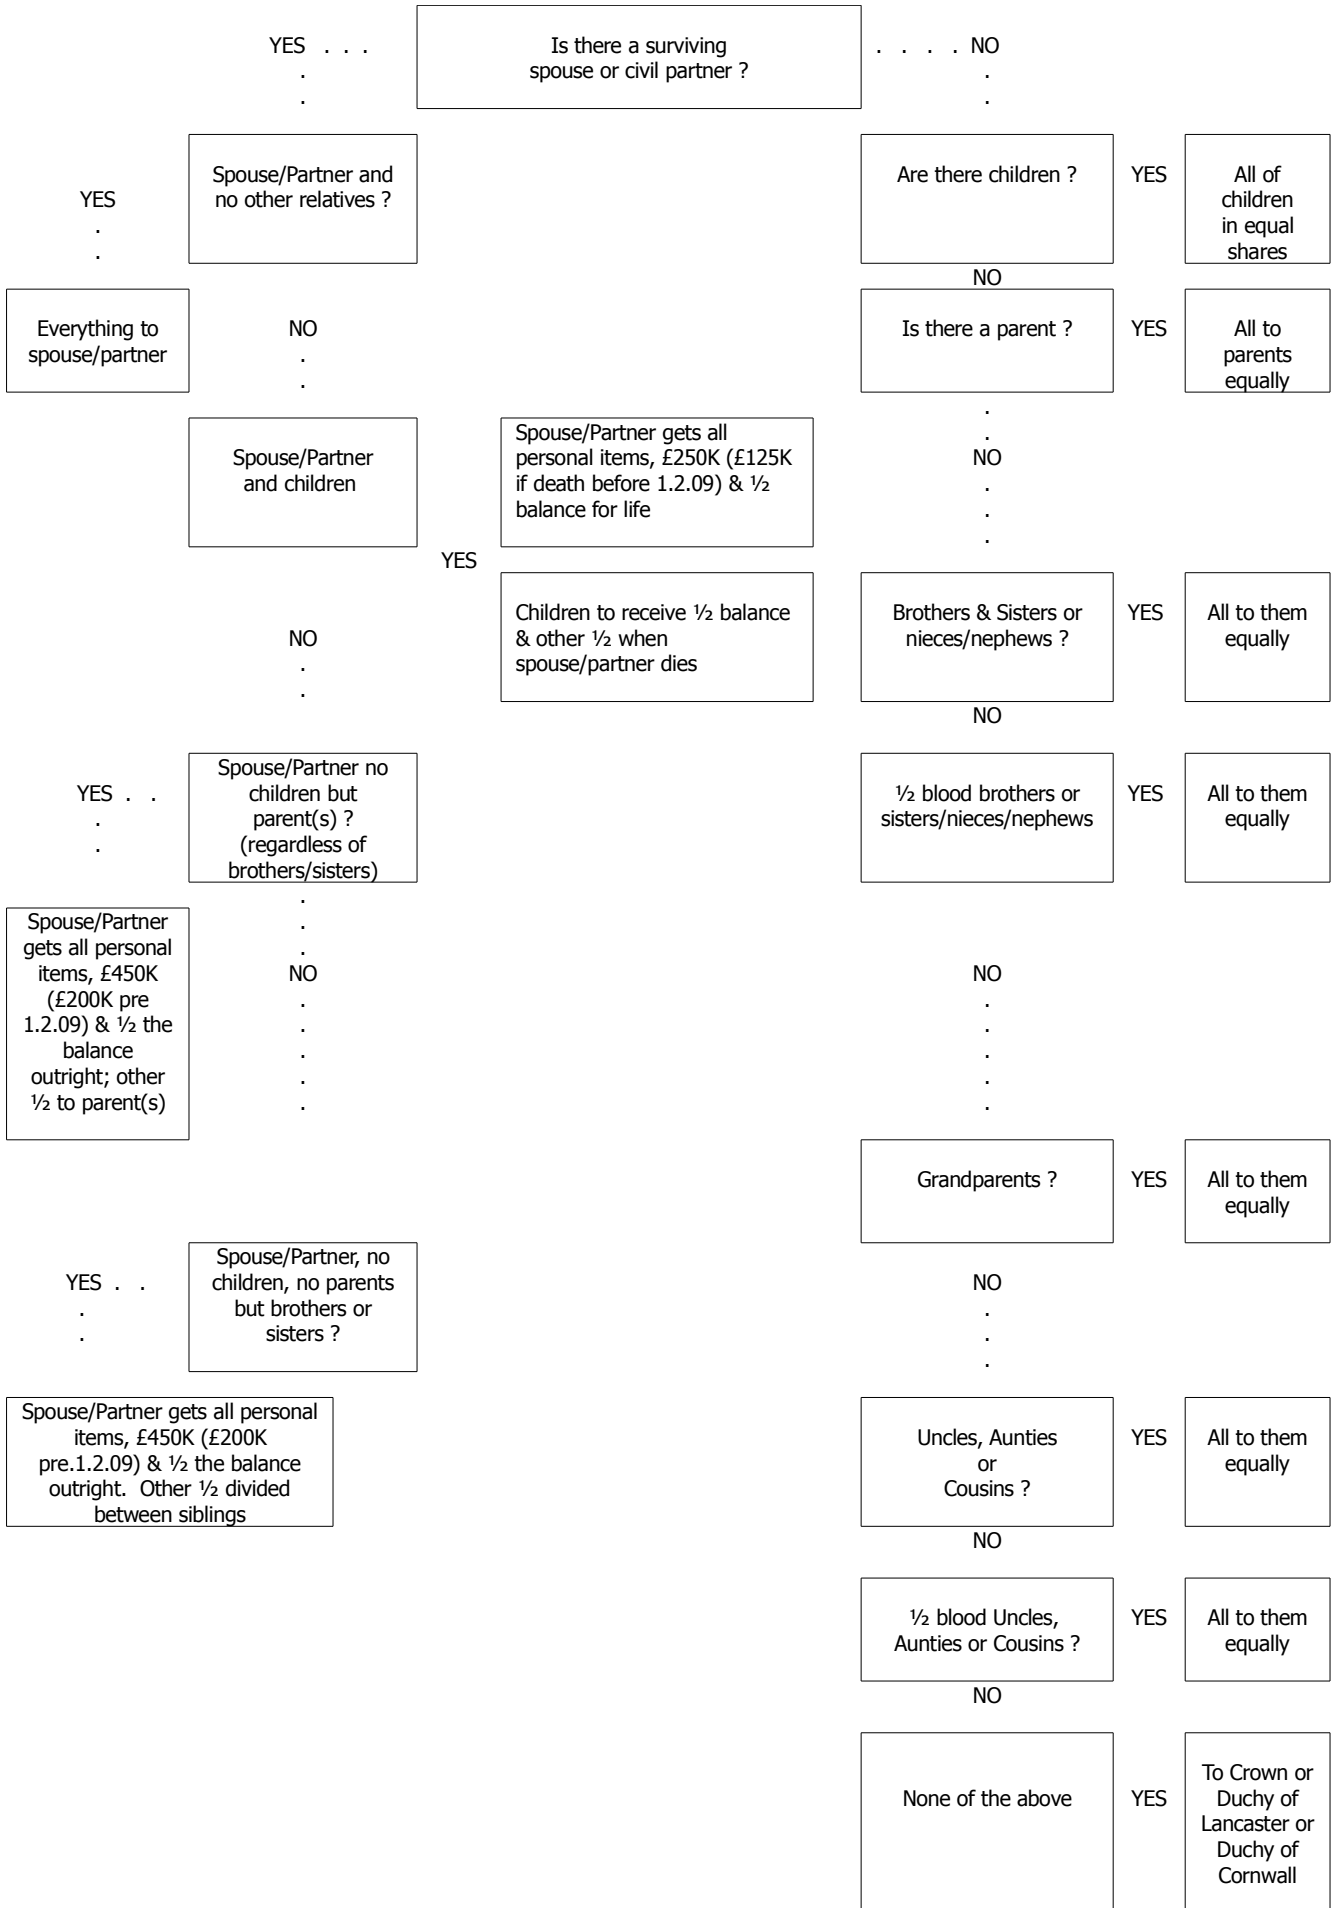 YES . . .
Is there a surviving
spouse or civil partner ?
. . . . NO
.
.
.
.
YES
.
.
Spouse/Partner and
no other relatives ?
Are there children ?
YES
All of
children
in equal
shares
NO
Everything to
spouse/partner
NO
.
.
Is there a parent ?
YES
All to
parents
equally
Spouse/Partner
and children
Spouse/Partner gets all
personal items, £250K (£125K
if death before 1.2.09) & ½
balance for life
.
.
NO
.
.
.
YES
NO
.
.
Children to receive ½ balance
& other ½ when
spouse/partner dies
Brothers & Sisters or
nieces/nephews ?
YES
All to them
equally
NO
YES . .
.
.
Spouse/Partner no
children but
parent(s) ?
(regardless of
brothers/sisters)
½ blood brothers or
sisters/nieces/nephews
YES
All to them
equally
Spouse/Partner
gets all personal
items, £450K
(£200K pre
1.2.09) & ½ the
balance
outright; other
½ to parent(s)
.
.
.
NO
.
.
.
.
.
NO
.
.
.
.
.
Grandparents ?
YES
All to them
equally
YES . .
.
.
Spouse/Partner, no
children, no parents
but brothers or
sisters ?
NO
.
.
.
Spouse/Partner gets all personal
items, £450K (£200K
pre.1.2.09) & ½ the balance
outright. Other ½ divided
between siblings
Uncles, Aunties
or
Cousins ?
YES
All to them
equally
NO
½ blood Uncles,
Aunties or Cousins ?
YES
All to them
equally
NO
None of the above
YES
To Crown or
Duchy of
Lancaster or
Duchy of
Cornwall